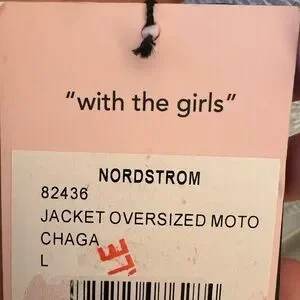 “with the girls”
NORDSTROM
82436
JACKET OVERSIZED MOTO
CHAGA
L